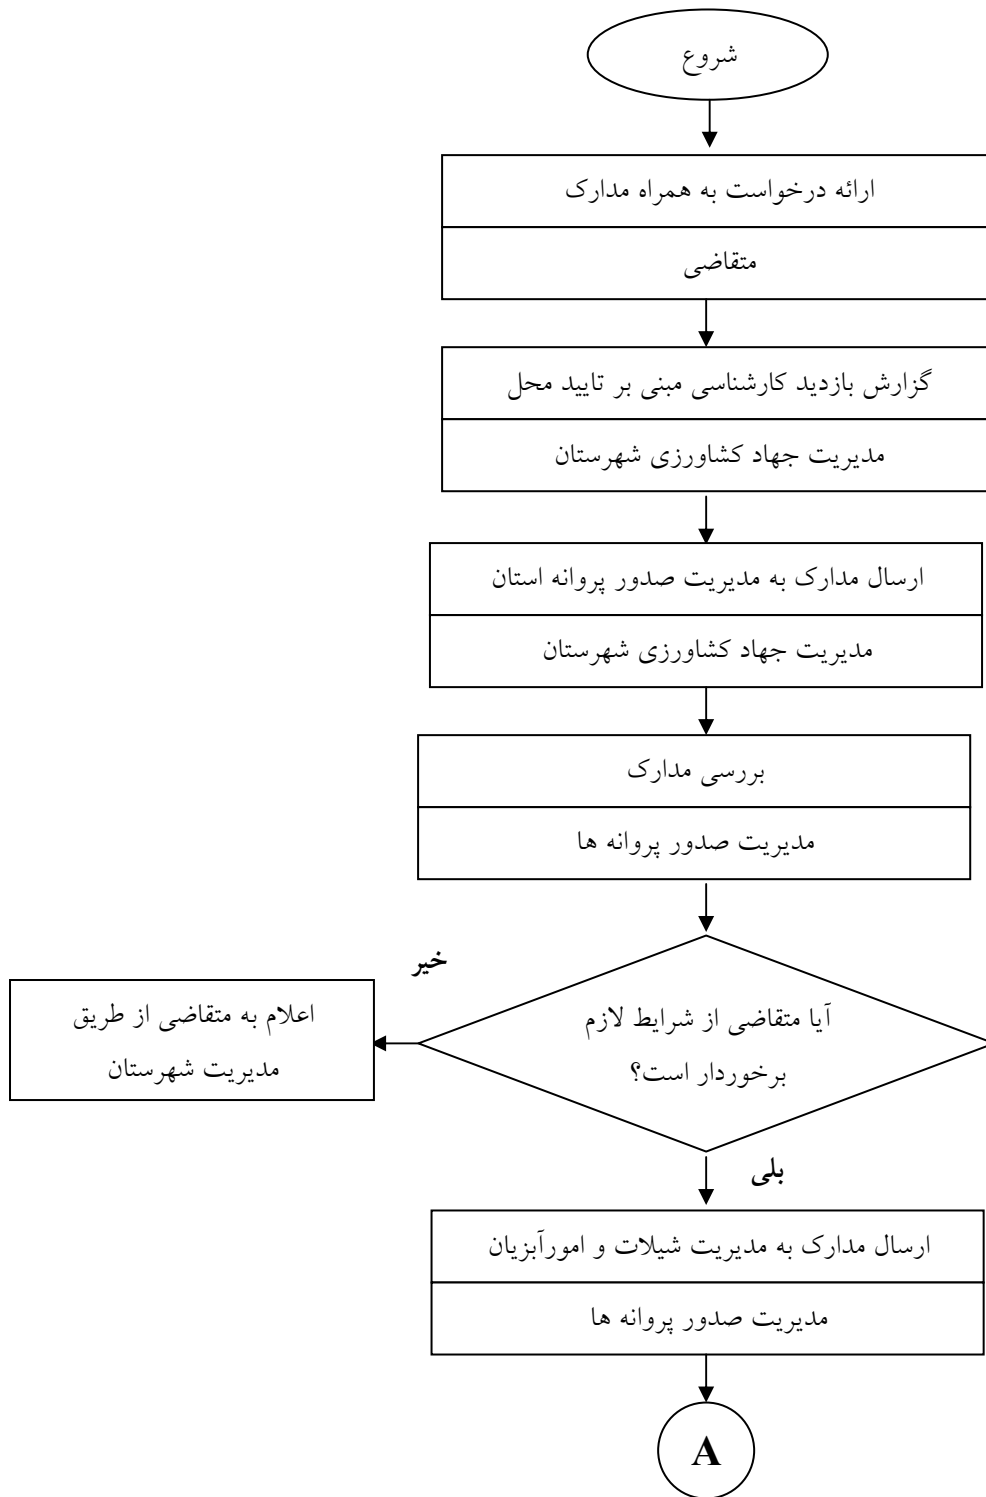 شروع
ارائه درخواست به همراه مدارک
متقاضی
گزارش بازدید کارشناسی مبنی بر تایید محل
مدیریت جهاد کشاورزی شهرستان
ارسال مدارک به مدیریت صدور پروانه استان
مدیریت جهاد کشاورزی شهرستان
بررسی مدارک
مدیریت صدور پروانه ها
آیا متقاضی از شرایط لازم
برخوردار است؟
خیر
اعلام به متقاضی از طریق
مدیریت شهرستان
بلی
ارسال مدارک به مدیریت شیلات و امورآبزیان
مدیریت صدور پروانه ها
A